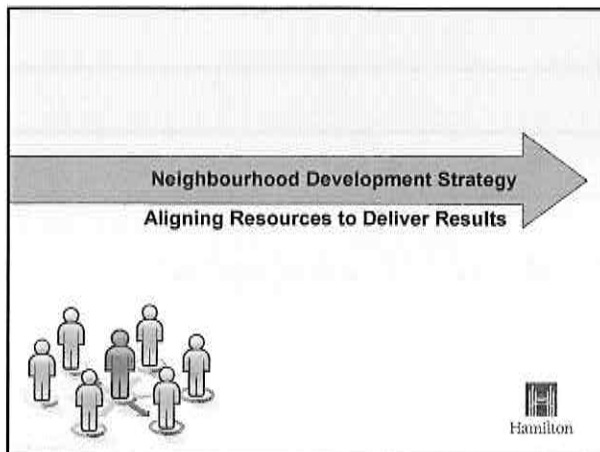 Neighbourhood Development Strategy
Aligning Resources to Deliver Results
Hamilton